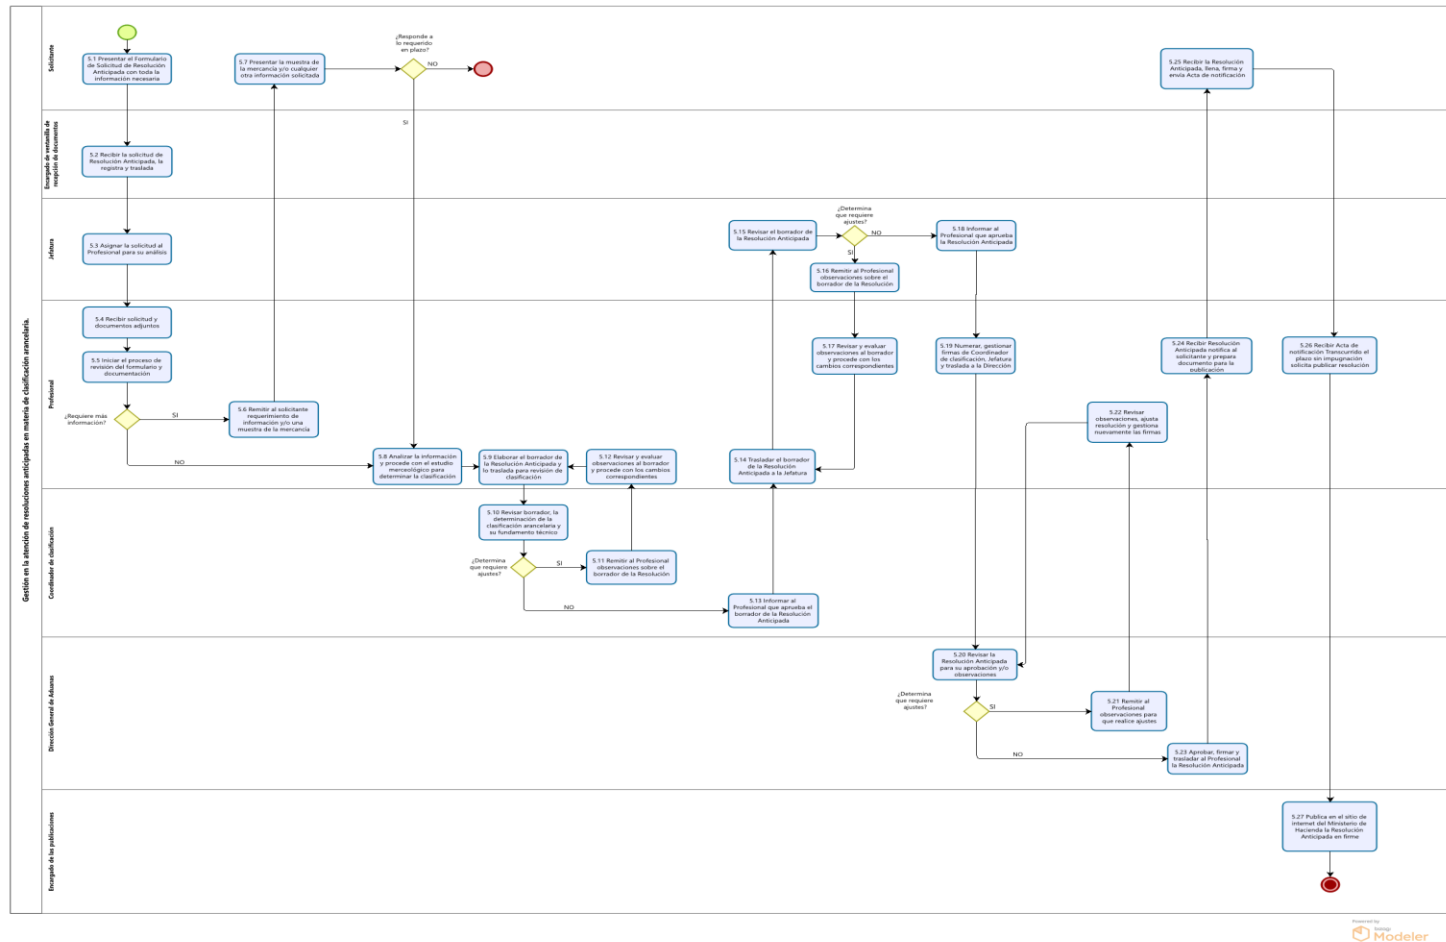 Gestión en la atención de resoluciones anticipadas en materia de clasificación arancelaria.
Solicitante
5.1 Presentar el Formulario
de Solicitud de Resolución
Anticipada con toda la
información necesaria
5.7 Presentar la muestra de
la mercancía y/o cualquier
otra información solicitada
¿Responde a
lo requerido
en plazo?
NO
SI
5.25 Recibir la Resolución
Anticipada, llena, firma y
envía Acta de notificación
Encargado de ventanilla de
recepción de documentos
5.2 Recibir la solicitud de
Resolución Anticipada, la
registra y traslada
Jefatura
5.3 Asignar la solicitud al
Profesional para su análisis
5.15 Revisar el borrador de
la Resolución Anticipada
¿Determina
que requiere
ajustes?
NO
SI
5.18 Informar al
Profesional que aprueba
la Resolución Anticipada
5.16 Remitir al Profesional
observaciones sobre el
borrador de la Resolución
Profesional
5.4 Recibir solicitud y
documentos adjuntos
5.5 Iniciar el proceso de
revisión del formulario y
documentación
¿Requiere más
información?
SI
NO
5.6 Remitir al solicitante
requerimiento de
información y/o una
muestra de la mercancía
5.8 Analizar la información
y procede con el estudio
merceológico para
determinar la clasificación
5.9 Elaborar el borrador de
la Resolución Anticipada y
lo traslada para revisión de
clasificación
5.12 Revisar y evaluar
observaciones al borrador
y procede con los cambios
correspondientes
5.14 Trasladar el borrador
de la Resolución
Anticipada a la Jefatura
5.17 Revisar y evaluar
observaciones al borrador
y procede con los
cambios correspondientes
5.19 Numerar, gestionar
firmas de Coordinador
de clasificación, Jefatura
y traslada a la Dirección
5.22 Revisar
observaciones, ajusta
resolución y gestiona
nuevamente las firmas
5.24 Recibir Resolución
Anticipada notifica al
solicitante y prepara
documento para la
publicación
5.26 Recibir Acta de
notificación Transcurrido el
plazo sin impugnación
solicita publicar resolución
Coordinador de clasificación
5.10 Revisar borrador, la
determinación de la
clasificación arancelaria y
su fundamento técnico
¿Determina
que requiere
ajustes?
SI
NO
5.11 Remitir al Profesional
observaciones sobre el
borrador de la Resolución
5.13 Informar al
Profesional que aprueba el
borrador de la Resolución
Anticipada
Dirección General de Aduanas
5.20 Revisar la
Resolución Anticipada
para su aprobación y/o
observaciones
¿Determina
que requiere
ajustes?
SI
NO
5.21 Remitir al
Profesional
observaciones para
que realice ajustes
5.23 Aprobar, firmar y
trasladar al Profesional
la Resolución Anticipada
Encargado de las publicaciones
5.27 Publica en el sitio de
internet del Ministerio de
Hacienda la Resolución
Anticipada en firme
Powered by
bizagi
Modeler